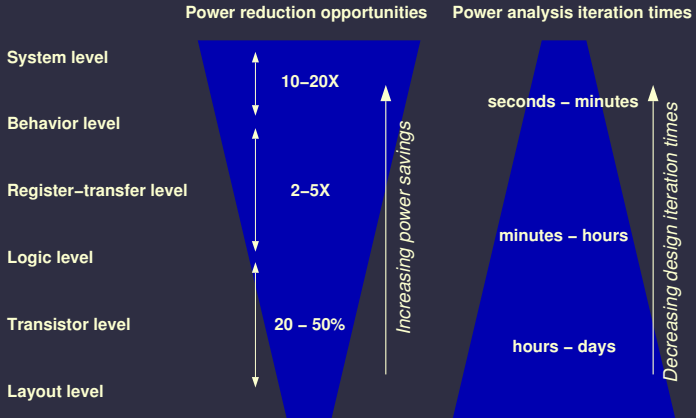 Power reduction opportunities
Power analysis iteration times
System level
10−20X
seconds − minutes
Behavior level
Register−transfer level
2−5X
Increasing power savings
Decreasing design iteration times
minutes − hours
Logic level
Transistor level
20 − 50%
hours − days
Layout level